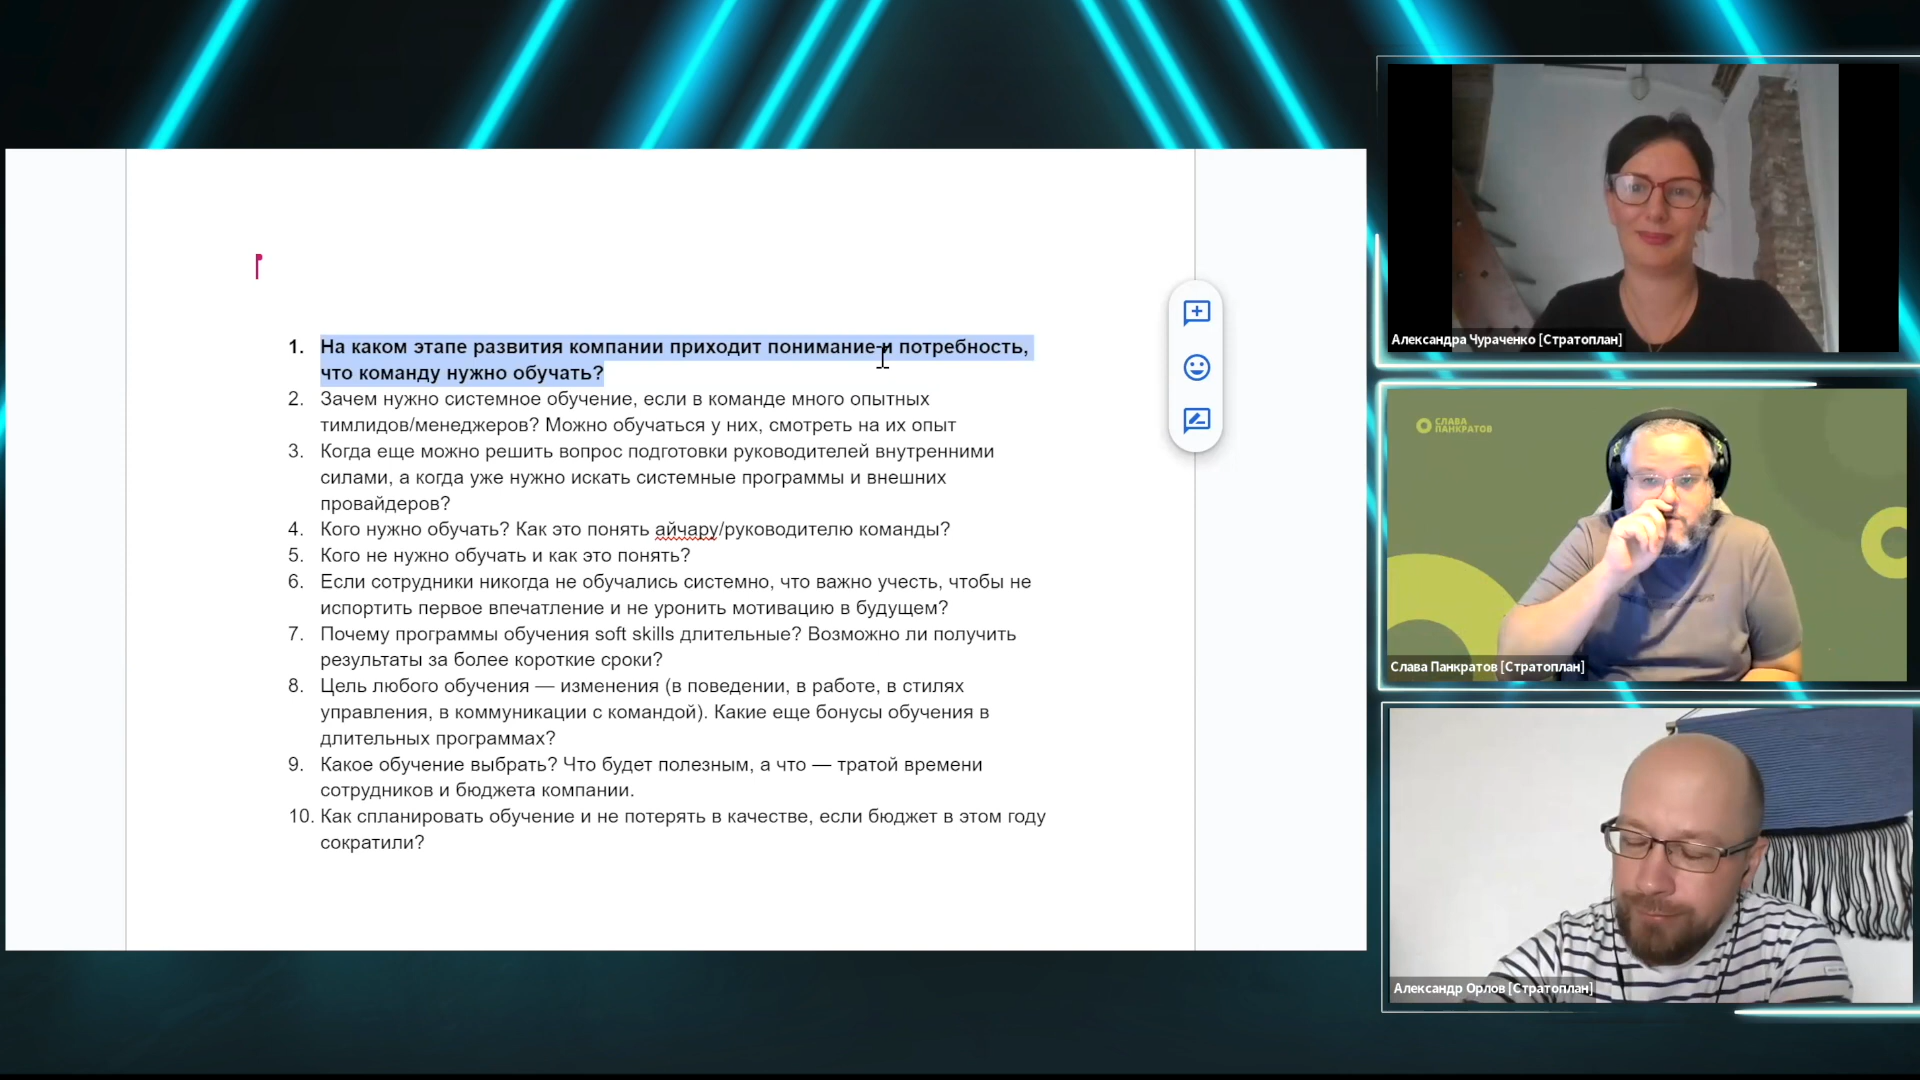 1. На каком этапе развития компании приходит понимание и потребность,
что команду нужно обучать?
2. Зачем нужно системное обучение, если в команде много опытных
тимлидов/менеджеров? Можно обучаться у них, смотреть на их опыт
3. Когда еще можно решить вопрос подготовки руководителей внутренними
силами, а когда уже нужно искать системные программы и внешних
провайдеров?
4. Кого нужно обучать? Как это понять айчару/руководителю команды?
5. Кого не нужно обучать и как это понять?
6. Если сотрудники никогда не обучались системно, что важно учесть, чтобы не
испортить первое впечатление и не уронить мотивацию в будущем?
7. Почему программы обучения soft skills длительные? Возможно ли получить
результаты за более короткие сроки?
8. Цель любого обучения — изменения (в поведении, в работе, в стилях
управления, в коммуникации с командой). Какие еще бонусы обучения в
длительных программах?
9. Какое обучение выбрать? Что будет полезным, а что — тратой времени
сотрудников и бюджета компании.
10. Как спланировать обучение и не потерять в качестве, если бюджет в этом году
сократили?
Александра Чураченко [Стратоплан]
СЛАВА
ПАНКРАТОВ
Слава Панкратов [Стратоплан]
Александр Орлов [Стратоплан]